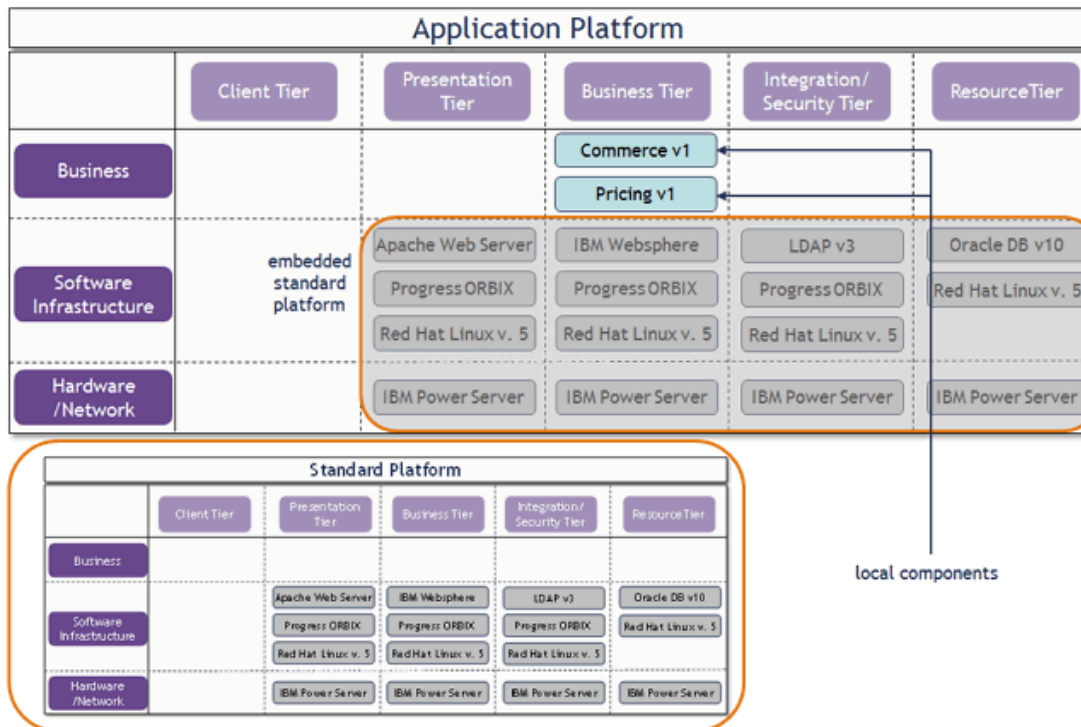 Application Platform
Client Tier
Presentation
Tier
Business Tier
Integration/
Security Tier
ResourceTier
Business
Commerce v1
Pricing v1
Software
Infrastructure
embedded
standard
platform
Apache Web Server
IBM Websphere
LDAP v3
Oracle DB v10
Progress ORBIX
Progress ORBIX
Progress ORBIX
Red Hat Linux v. 5
Red Hat Linux v. 5
Red Hat Linux v. 5
Red Hat Linux v. 5
Hardware
/Network
IBM Power Server
IBM Power Server
IBM Power Server
IBM Power Server
local components
Standard Platform
Client Tier
Presentation
Tier
Business Tier
Integration/
Security Tier
ResourceTier
Business
Software
Infrastructure
Apache Web Server
IBM Websphere
LDAP v3
Oracle DB v10
Progress ORBIX
Progress ORBIX
Progress ORBIX
Red Hat Linux v. 5
Red Hat Linux v. 5
Red Hat Linux v. 5
Red Hat Linux v. 5
Hardware
/Network
IBM Power Server
IBM Power Server
IBM Power Server
IBM Power Server